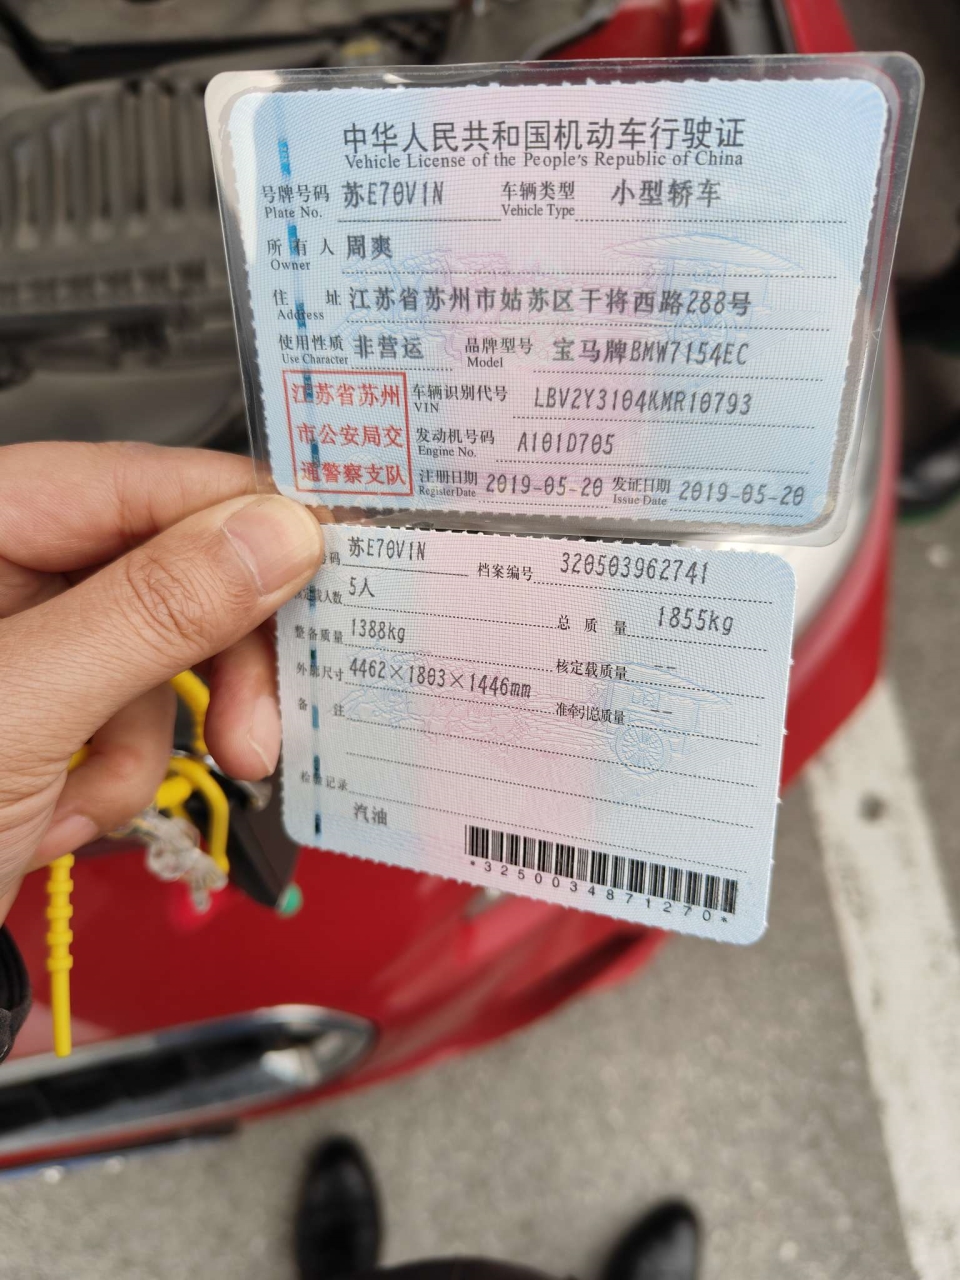 中华人民共和国机动车行驶证
Vehicle License of the People's Republic of China
号牌号码 苏E70V1N 车辆类型 小型轿车
Plate No. Vehicle Type
所有人 周爽
Owner
住址 江苏省苏州市姑苏区干将西路288号
Address
使用性质 非营运 品牌型号 宝马牌BMW7154EC
Use Character Model
江苏省苏州
市公安局交
通警察支队
车辆识别代号 LBV2Y3104KMR10793
VIN
发动机号码 A101D705
Engine No.
注册日期 2019-05-20 发证日期 2019-05-20
Register Date Issue Date
号码 苏E70V1N 档案编号 320503962741
核定载人数 5人 总质量 1855kg
整备质量 1388kg 核定载质量 --
外廓尺寸 4462×1803×1446mm 准牵引总质量 --
备注
检验记录
汽油
*3250034871270*